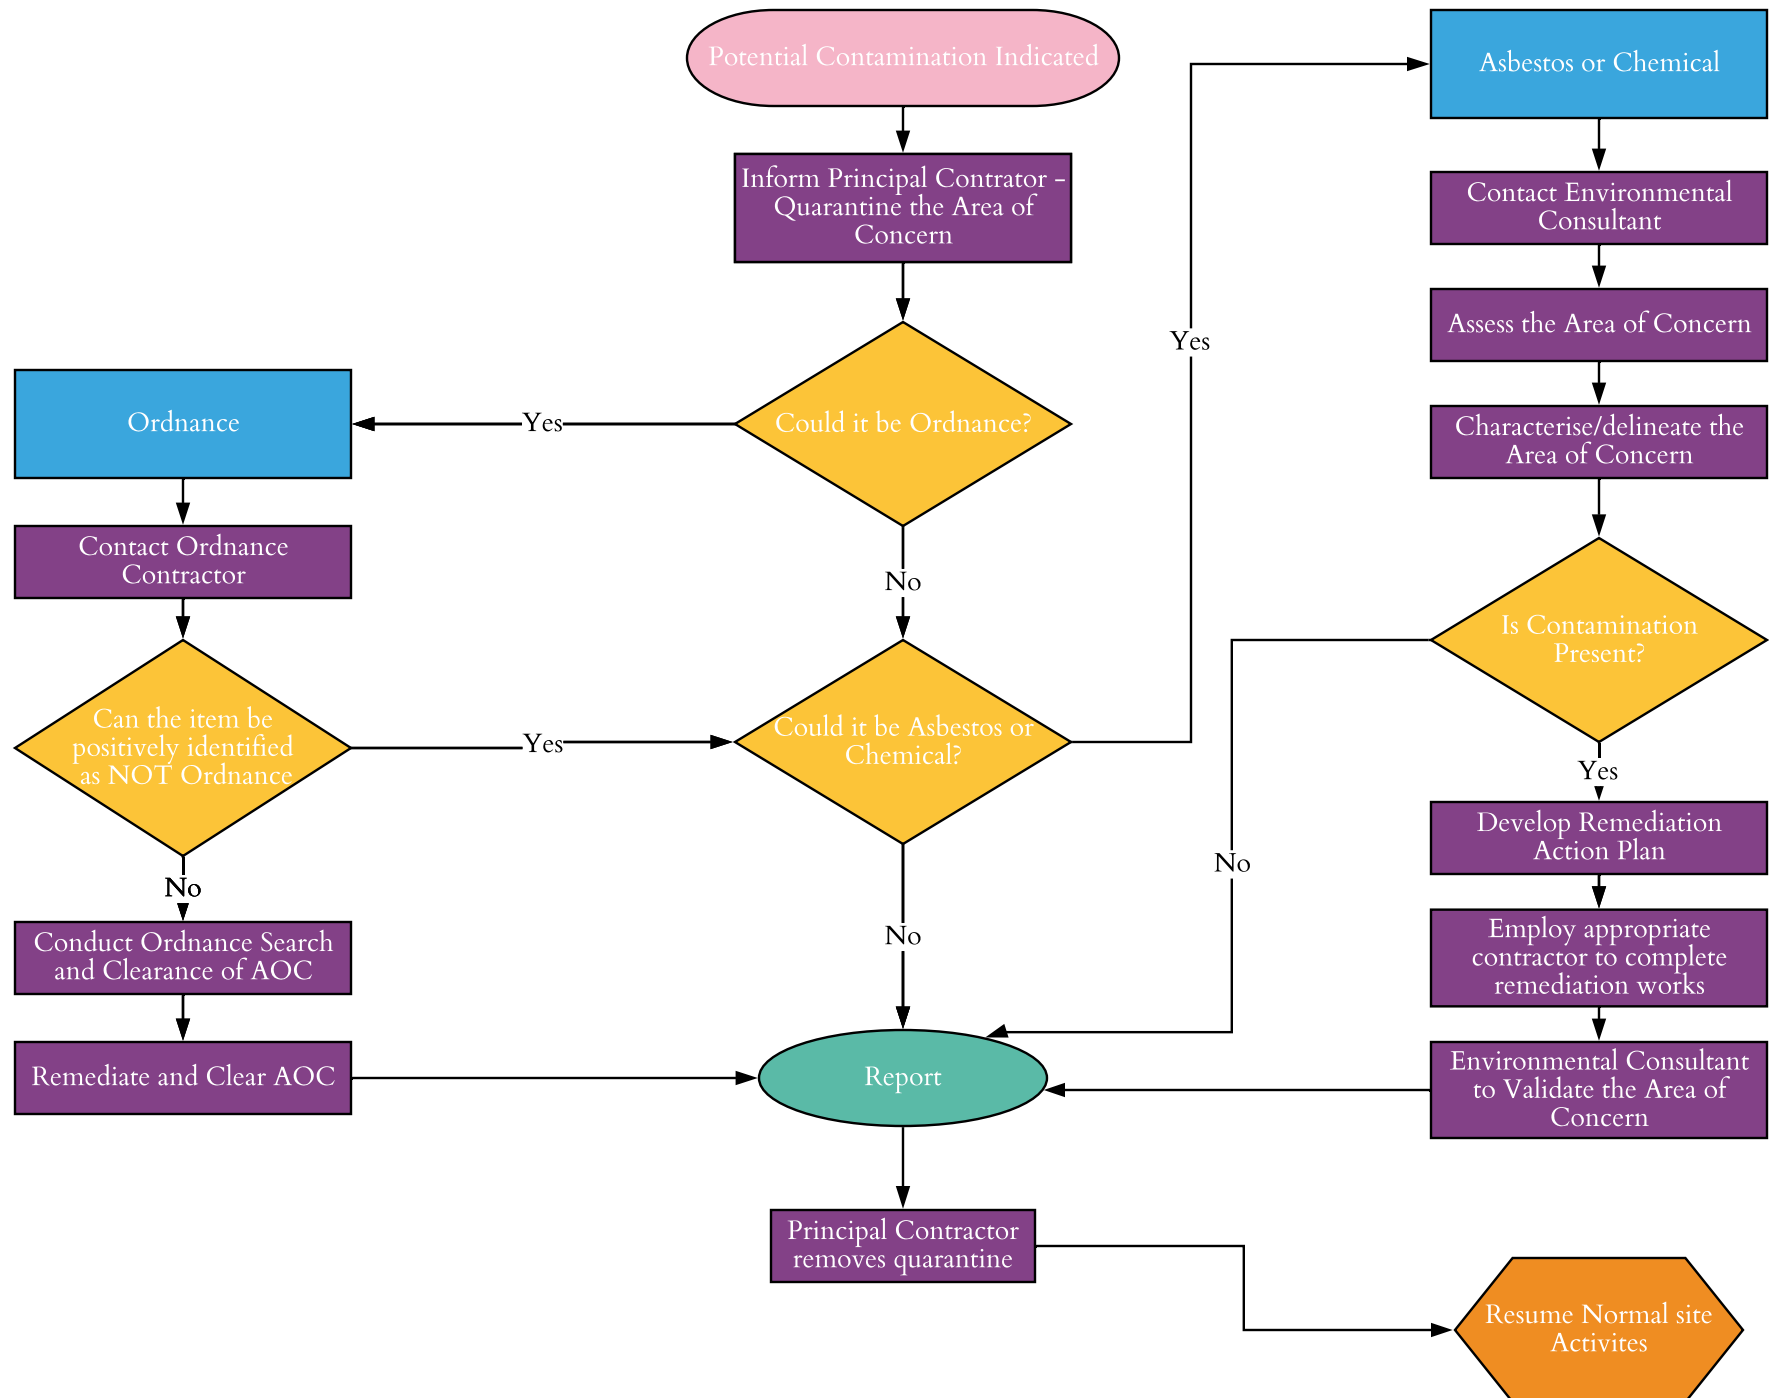 Potential Contamination Indicated
Inform Principal Contrator -
Quarantine the Area of
Concern
Could it be Ordnance?
Yes
Ordnance
Contact Ordnance
Contractor
Can the item be
positively identified
as NOT Ordnance
Yes
No
Conduct Ordnance Search
and Clearance of AOC
Remediate and Clear AOC
No
Could it be Asbestos or
Chemical?
Yes
No
Asbestos or Chemical
Contact Environmental
Consultant
Assess the Area of Concern
Characterise/delineate the
Area of Concern
Is Contamination
Present?
No
Yes
Develop Remediation
Action Plan
Employ appropriate
contractor to complete
remediation works
Environmental Consultant
to Validate the Area of
Concern
Report
Principal Contractor
removes quarantine
Resume Normal site
Activites